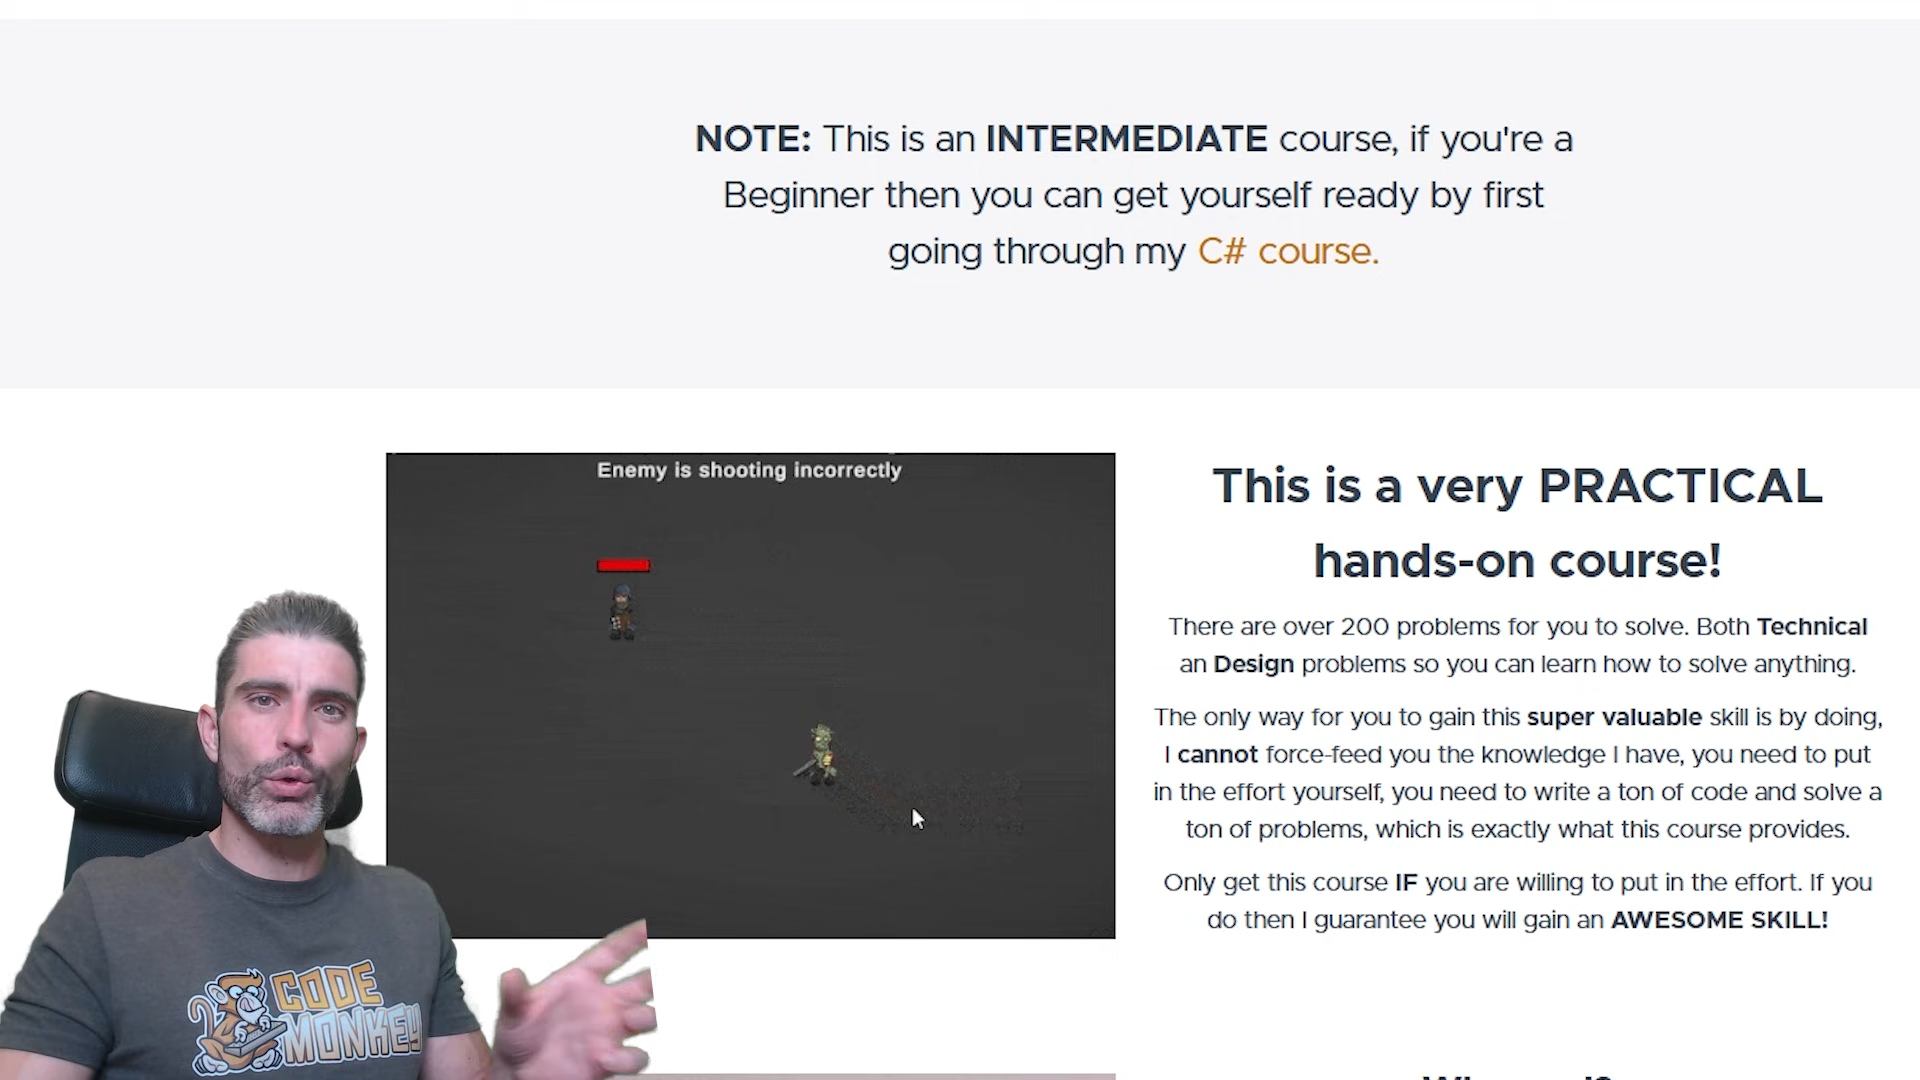 NOTE: This is an INTERMEDIATE course, if you're a
Beginner then you can get yourself ready by first
going through my C# course.
Enemy is shooting incorrectly
This is a very PRACTICAL
hands-on course!
There are over 200 problems for you to solve. Both Technical
an Design problems so you can learn how to solve anything.
The only way for you to gain this super valuable skill is by doing,
I cannot force-feed you the knowledge I have, you need to put
in the effort yourself, you need to write a ton of code and solve a
ton of problems, which is exactly what this course provides.
Only get this course IF you are willing to put in the effort. If you
do then I guarantee you will gain an AWESOME SKILL!
CODE
MONKEY